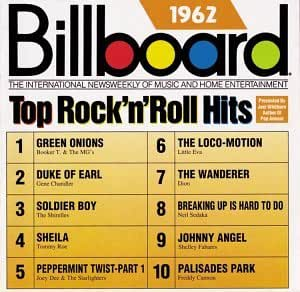 1962
Billboard
THE INTERNATIONAL NEWSWEEKLY OF MUSIC AND HOME ENTERTAINMENT
Top Rock'n'Roll Hits
Presented By
Joel Whitburn
Author Of
Pop Annual
1 GREEN ONIONS
Booker T. & The MG's
2 DUKE OF EARL
Gene Chandler
3 SOLDIER BOY
The Shirelles
4 SHEILA
Tommy Roe
5 PEPPERMINT TWIST-PART 1
Joey Dee & The Starlighters
6 THE LOCO-MOTION
Little Eva
7 THE WANDERER
Dion
8 BREAKING UP IS HARD TO DO
Neil Sedaka
9 JOHNNY ANGEL
Shelley Fabares
10 PALISADES PARK
Freddy Cannon